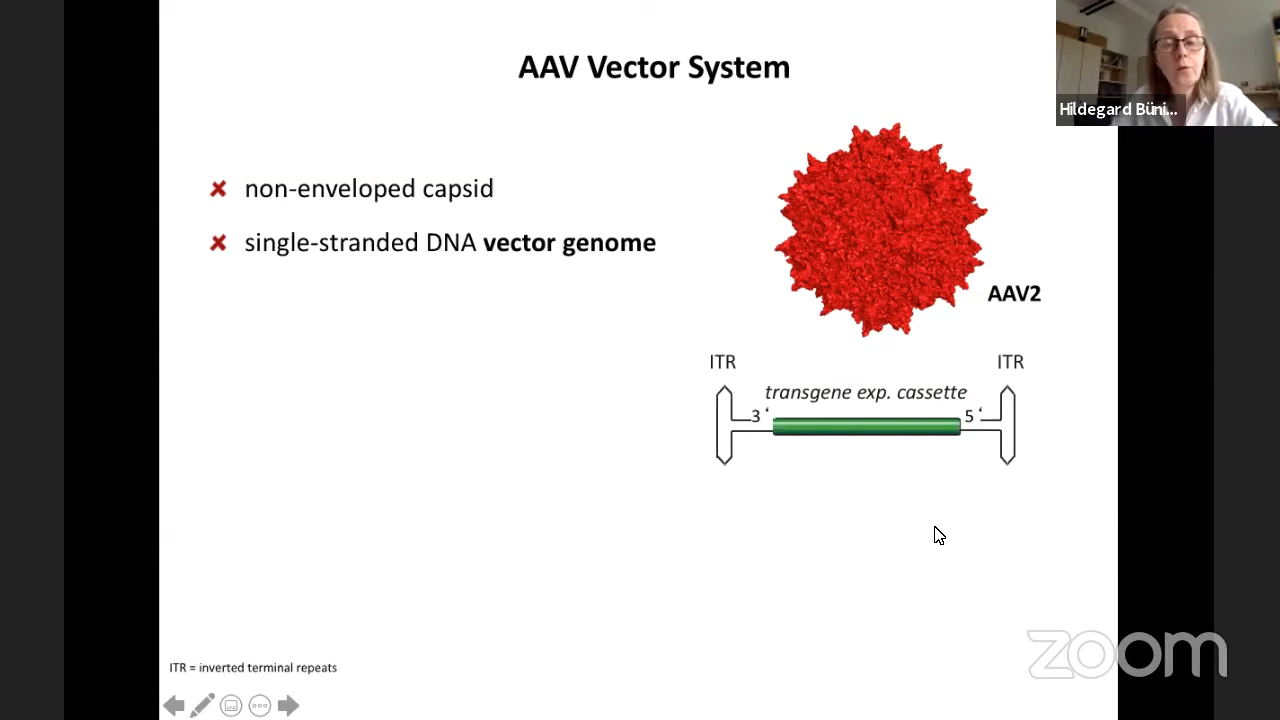 AAV Vector System
Hildegard Büni...
non-enveloped capsid
single-stranded DNA vector genome
AAV2
ITR
ITR
transgene exp. cassette
3‘
5‘
ITR = inverted terminal repeats
zoom